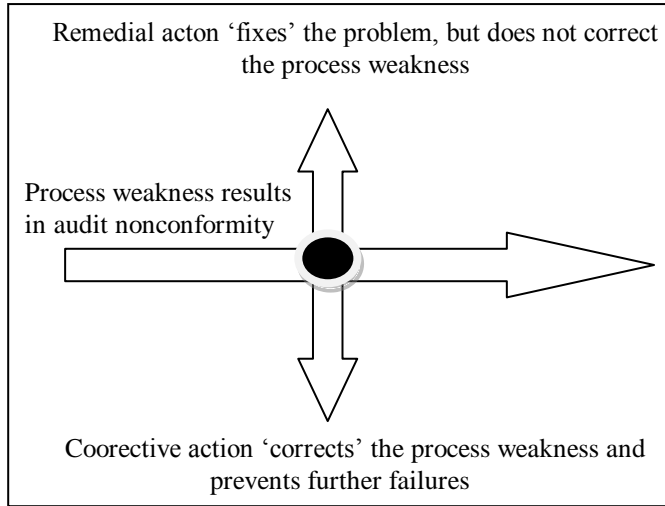 Remedial acton ‘fixes’ the problem, but does not correct
the process weakness
Process weakness results
in audit nonconformity
Coorective action ‘corrects’ the process weakness and
prevents further failures